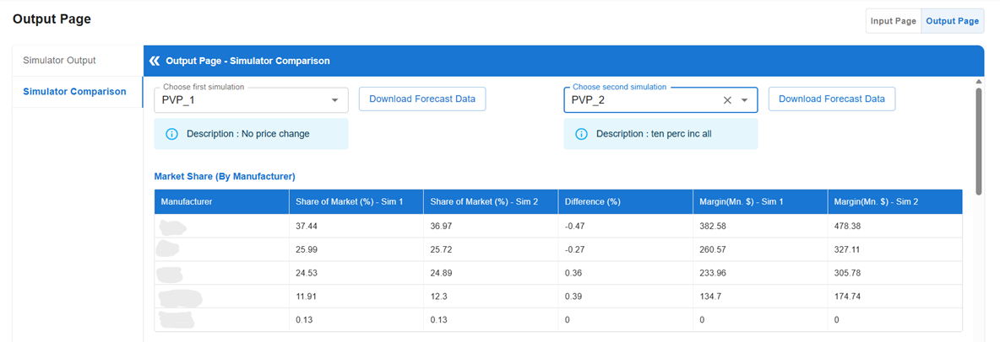 Output Page
Input Page Output Page
Simulator Output
Simulator Comparison
Output Page - Simulator Comparison
Choose first simulation
PVP_1
Download Forecast Data
Description : No price change
Choose second simulation
PVP_2
Download Forecast Data
Description : ten perc inc all
Market Share (By Manufacturer)
Manufacturer Share of Market (%) - Sim 1 Share of Market (%) - Sim 2 Difference (%) Margin(Mn. $) - Sim 1 Margin(Mn. $) - Sim 2
37.44 36.97 -0.47 382.58 478.38
25.99 25.72 -0.27 260.57 327.11
24.53 24.89 0.36 233.96 305.78
11.91 12.3 0.39 134.7 174.74
0.13 0.13 0 0 0